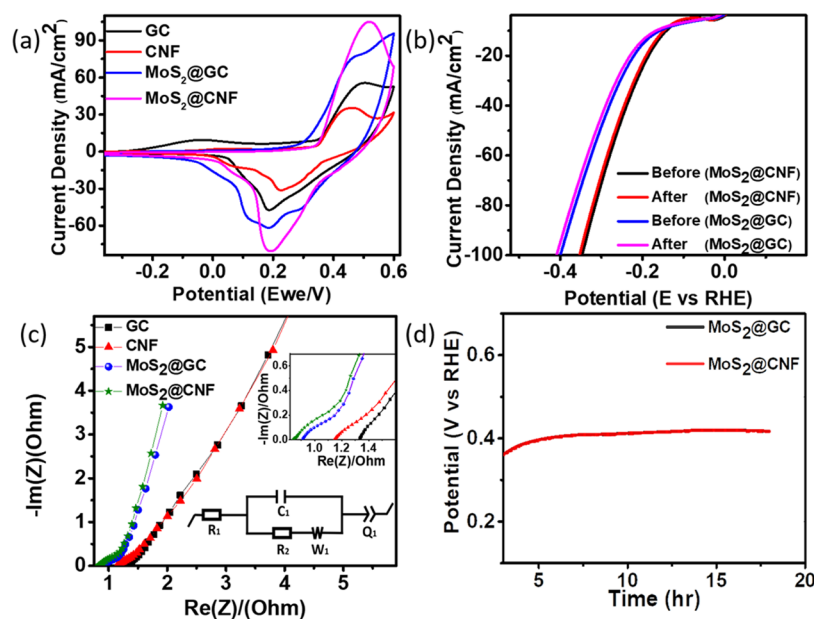 (a)
GC
CNF
MoS2@GC
MoS2@CNF
90
60
30
0
-30
-60
Current Density (mA/cm²)
-0.2 0.0 0.2 0.4 0.6
Potential (Ewe/V)
(b)
-20
-40
-60
-80
-100
Current Density (mA/cm²)
Before (MoS2@CNF)
After (MoS2@CNF)
Before (MoS2@GC)
After (MoS2@GC)
-0.4 -0.2 0.0
Potential (E vs RHE)
(c)
GC
CNF
MoS2@GC
MoS2@CNF
5
4
3
2
1
0
-Im(Z)(Ohm)
1 2 3 4 5
Re(Z)/(Ohm)
0.6
0.4
0.2
0.0
-Im(Z)/Ohm
1.0 1.2 1.4
Re(Z)/Ohm
R1
C1
R2
W1
Q1
(d)
MoS2@GC
MoS2@CNF
0.6
0.4
0.2
Potential (V vs RHE)
5 10 15 20
Time (hr)